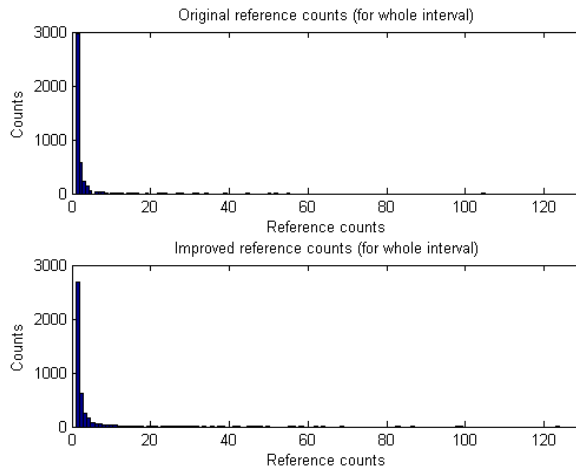 Original reference counts (for whole interval)
3000
2000
1000
0
Counts
0 20 40 60 80 100 120
Reference counts
Improved reference counts (for whole interval)
3000
2000
1000
0
Counts
0 20 40 60 80 100 120
Reference counts